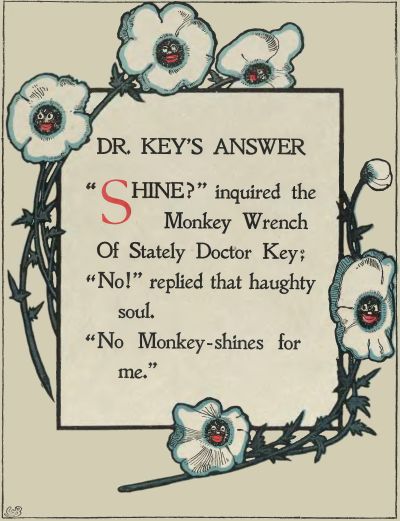 DR. KEY'S ANSWER
"SHINE?" inquired the
Monkey Wrench
Of Stately Doctor Key;
"No!" replied that haughty
soul.
"No Monkey-shines for
me."